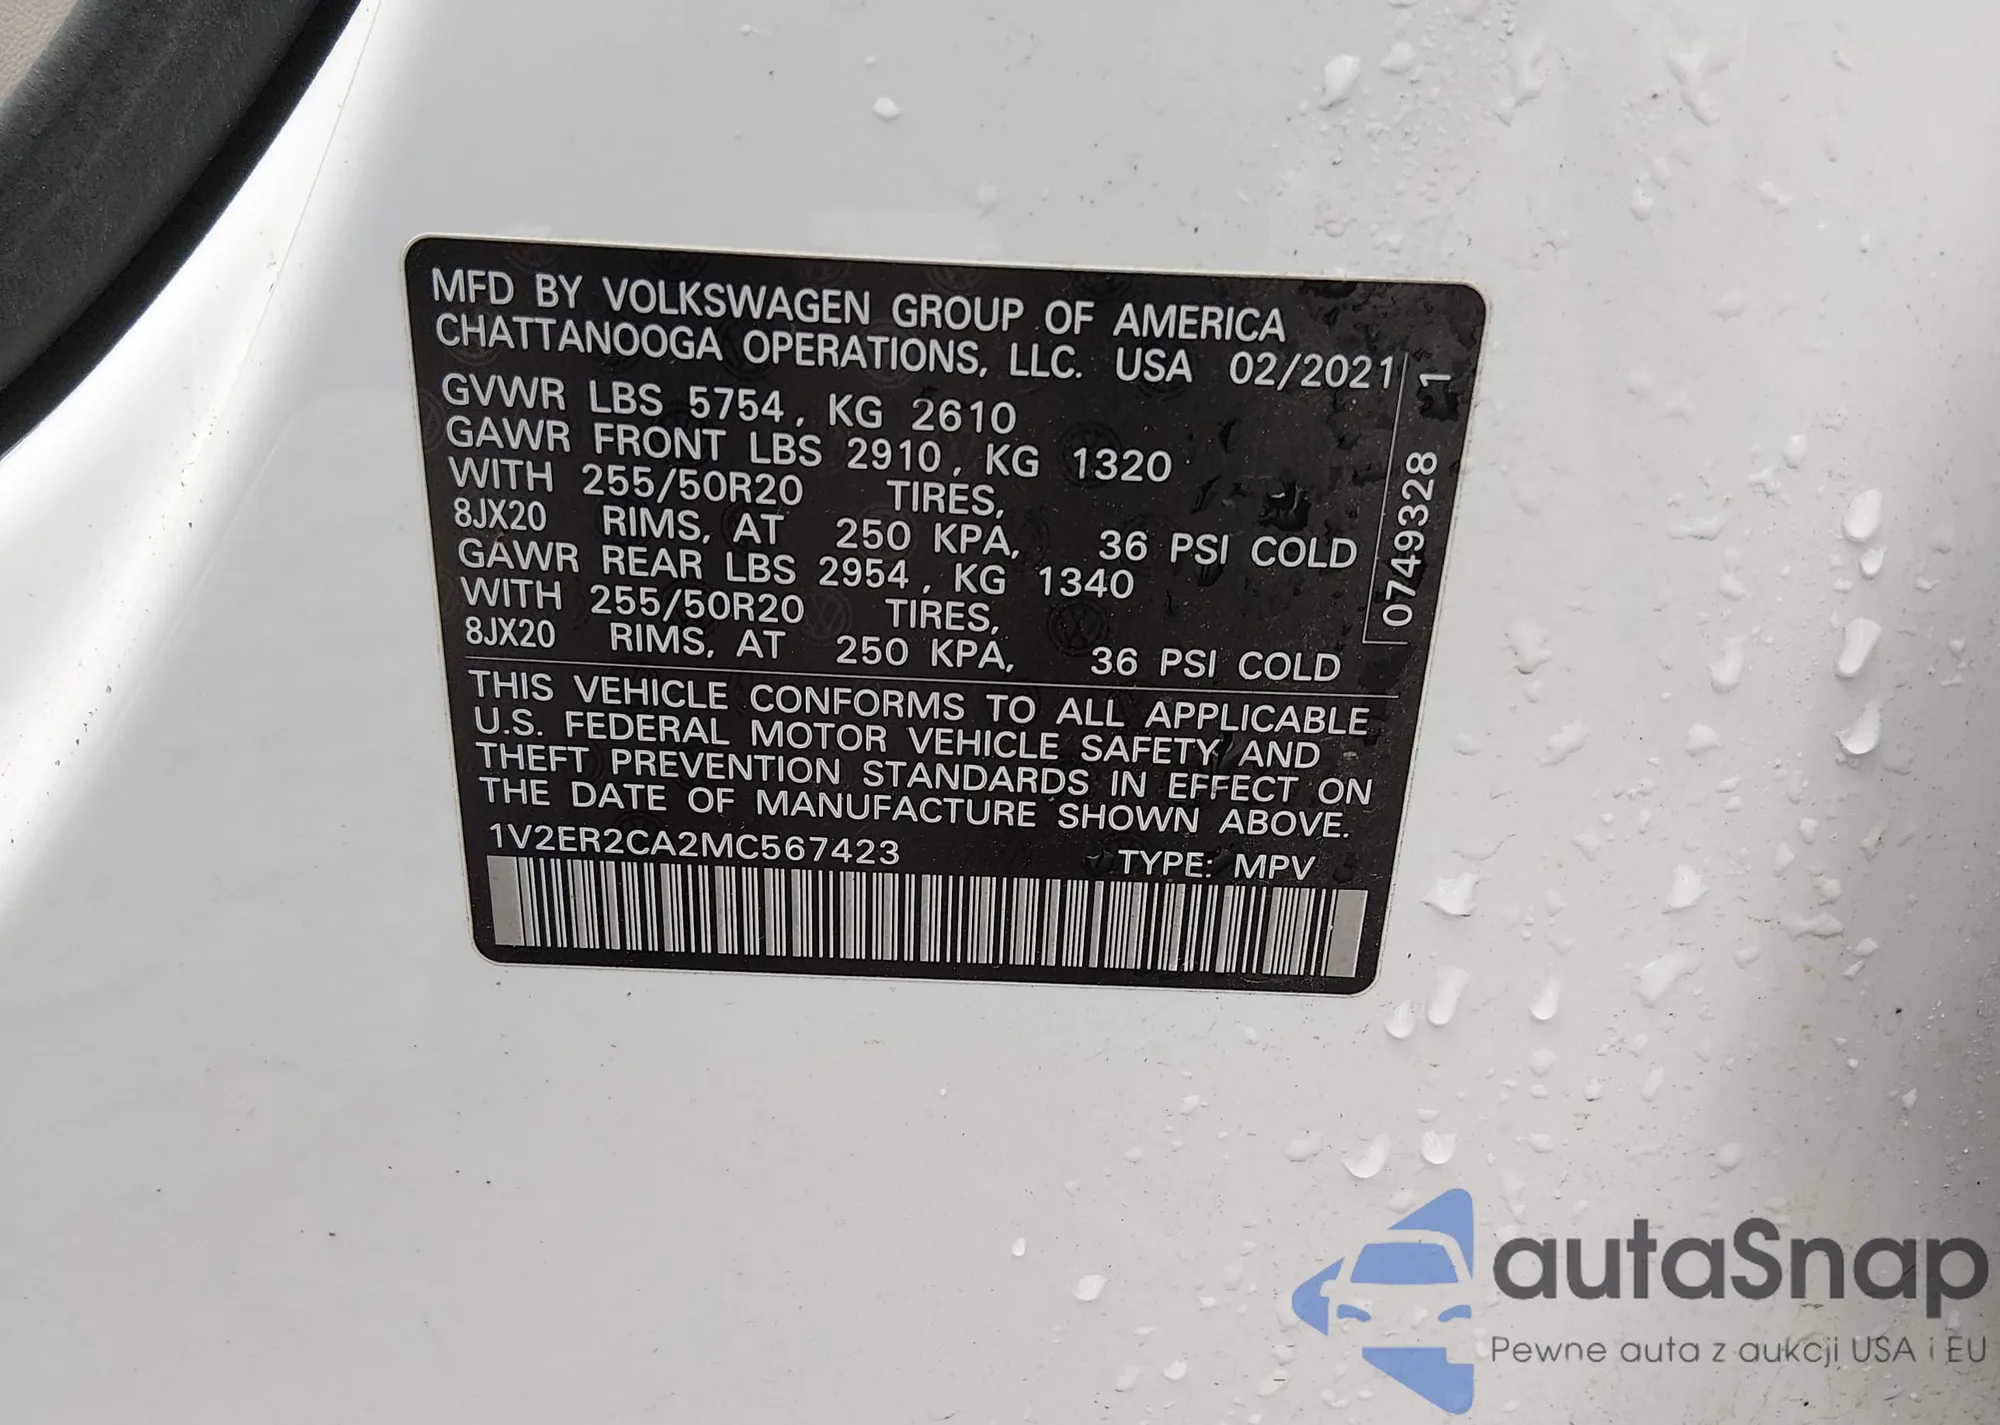 MFD BY VOLKSWAGEN GROUP OF AMERICA
CHATTANOOGA OPERATIONS, LLC. USA 02/2021
GVWR LBS 5754, KG 2610
GAWR FRONT LBS 2910, KG 1320
WITH 255/50R20 TIRES,
8JX20 RIMS, AT 250 KPA, 36 PSI COLD
GAWR REAR LBS 2954, KG 1340
WITH 255/50R20 TIRES,
8JX20 RIMS, AT 250 KPA, 36 PSI COLD
THIS VEHICLE CONFORMS TO ALL APPLICABLE
U.S. FEDERAL MOTOR VEHICLE SAFETY AND
THEFT PREVENTION STANDARDS IN EFFECT ON
THE DATE OF MANUFACTURE SHOWN ABOVE.
1V2ER2CA2MC567423 TYPE: MPV
07493328 1
autaSnap
Pewne auta z aukcji USA i EU